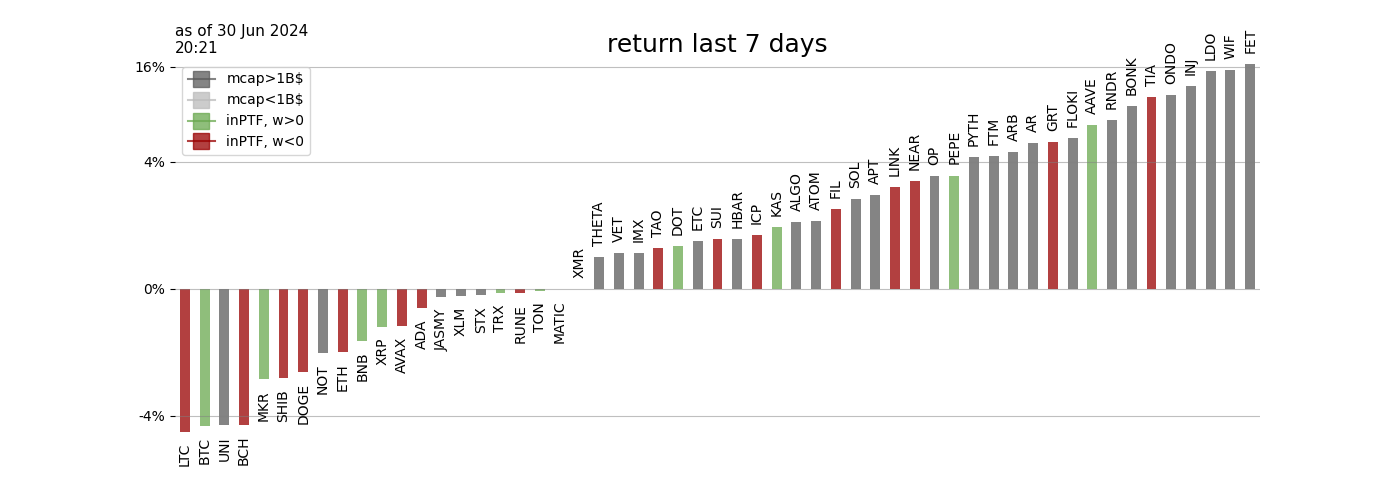 as of 30 Jun 2024
20:21
return last 7 days
16%
4%
0%
-4%
mcap>1B$
mcap<1B$
inPTF, w>0
inPTF, w<0
LTC
BTC
UNI
BCH
MKR
SHIB
DOGE
NOT
ETH
BNB
XRP
AVAX
ADA
JASMY
XLM
STX
TRX
RUNE
TON
MATIC
XMR
THETA
VET
IMX
TAO
DOT
ETC
SUI
HBAR
ICP
KAS
ALGO
ATOM
FIL
SOL
APT
LINK
NEAR
OP
PEPE
PYTH
FTM
ARB
AR
GRT
FLOKI
AAVE
RNDR
BONK
TIA
ONDO
INJ
LDO
WIF
FET